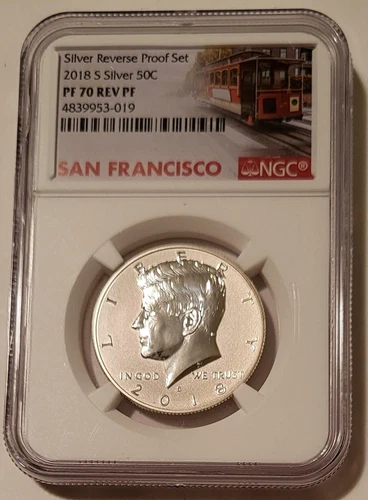 Silver Reverse Proof Set
2018 S Silver 50C
PF 70 REV PF
4839953-019
SAN FRANCISCO
NGC®
LIBERTY
IN GOD WE TRUST
2018